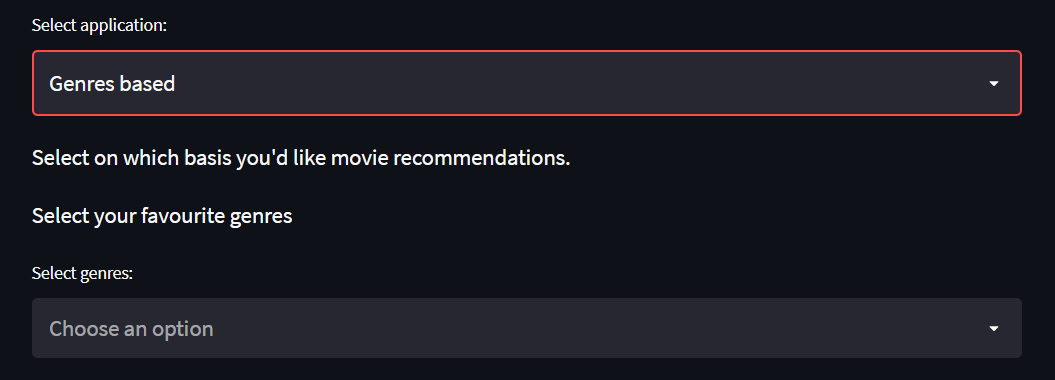 Select application:
Genres based
Select on which basis you'd like movie recommendations.
Select your favourite genres
Select genres:
Choose an option